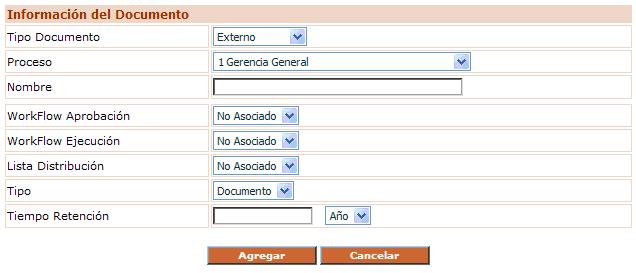 Información del Documento
Tipo Documento Externo
Proceso 1 Gerencia General
Nombre
WorkFlow Aprobación No Asociado
WorkFlow Ejecución No Asociado
Lista Distribución No Asociado
Tipo Documento
Tiempo Retención Año
Agregar Cancelar